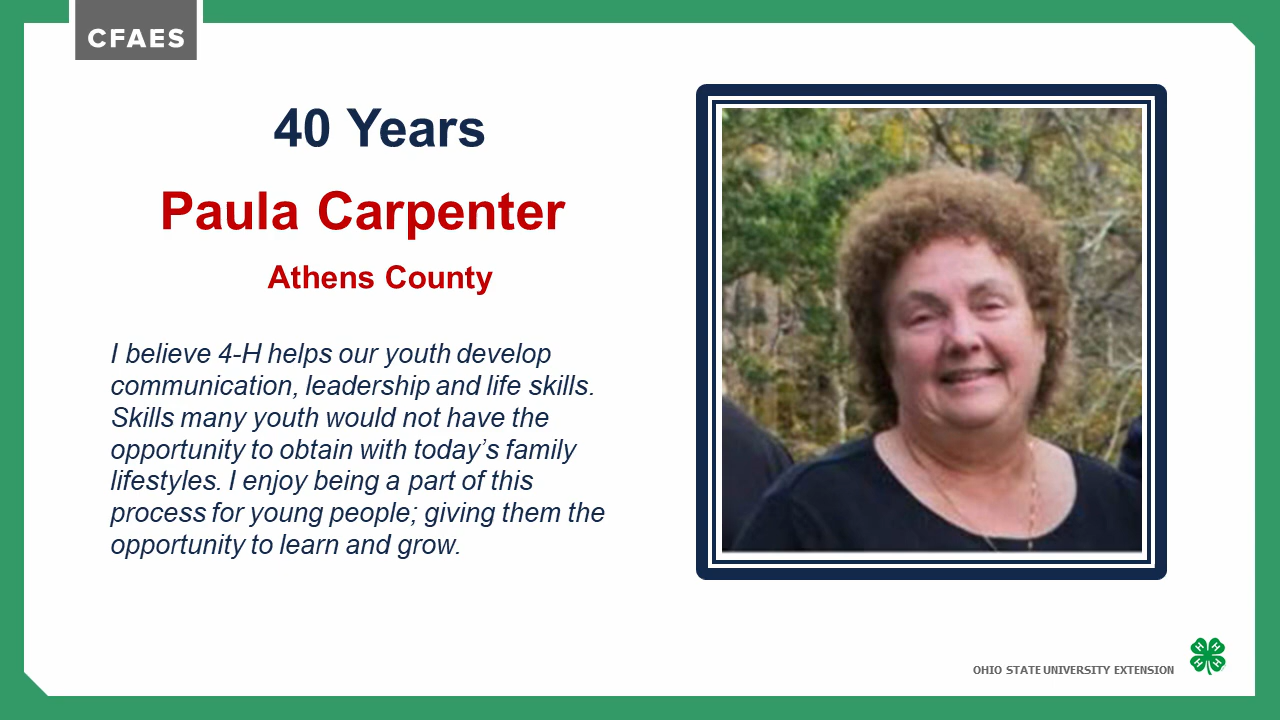 CFAES
40 Years
Paula Carpenter
Athens County
I believe 4-H helps our youth develop
communication, leadership and life skills.
Skills many youth would not have the
opportunity to obtain with today’s family
lifestyles. I enjoy being a part of this
process for young people; giving them the
opportunity to learn and grow.
OHIO STATE UNIVERSITY EXTENSION
H H H H